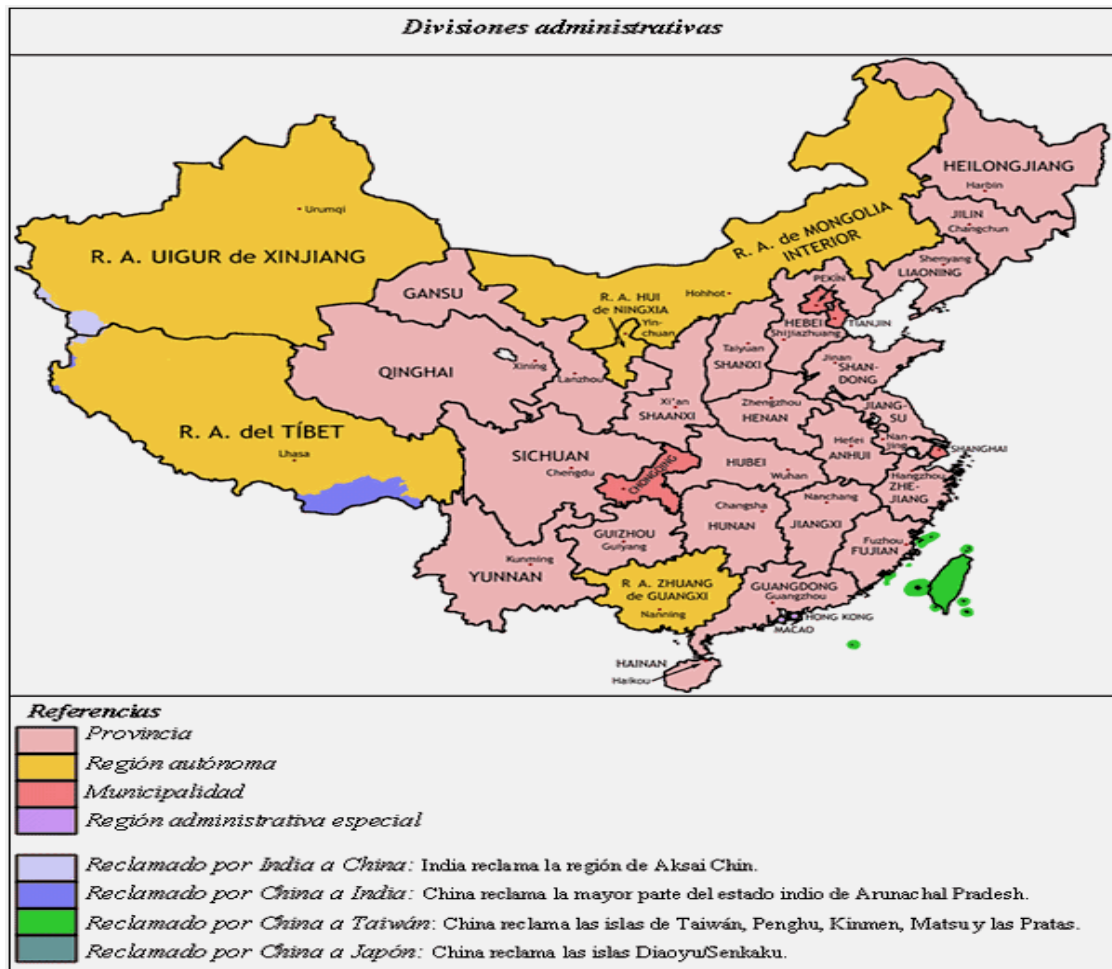 Divisiones administrativas
HEILONGJIANG
Harbin
JILIN
Changchun
Urumqi
R. A. de MONGOLIA
INTERIOR
Shenyang
LIAONING
R. A. UIGUR de XINJIANG
PEKÍN
GANSU
R. A. HUI
de NINGXIA
Hohhot
Yin-
chuan
HEBEI
TIANJIN
Shijiazhuang
Taiyuan
SHANXI
Jinan
SHAN-
DONG
QINGHAI
Xining
Lanzhou
Xi'an
SHAANXI
Zhengzhou
HENAN
JIANG-
SU
R. A. del TÍBET
Lhasa
SICHUAN
Chengdu
CHONGQING
HUBEI
Wuhan
Hefei
ANHUI
Nan-
jing
SHANGHAI
Hangzhou
ZHE-
JIANG
Changsha
HUNAN
Nanchang
JIANGXI
GUIZHOU
Guiyang
Fuzhou
FUJIAN
Kunming
YUNNAN
R. A. ZHUANG
de GUANGXI
Nanning
GUANGDONG
Guangzhou
HONG KONG
MACAO
HAINAN
Haikou
Referencias
Provincia
Región autónoma
Municipalidad
Región administrativa especial
Reclamado por India a China: India reclama la región de Aksai Chin.
Reclamado por China a India: China reclama la mayor parte del estado indio de Arunachal Pradesh.
Reclamado por China a Taiwán: China reclama las islas de Taiwán, Penghu, Kinmen, Matsu y las Pratas.
Reclamado por China a Japón: China reclama las islas Diaoyu/Senkaku.